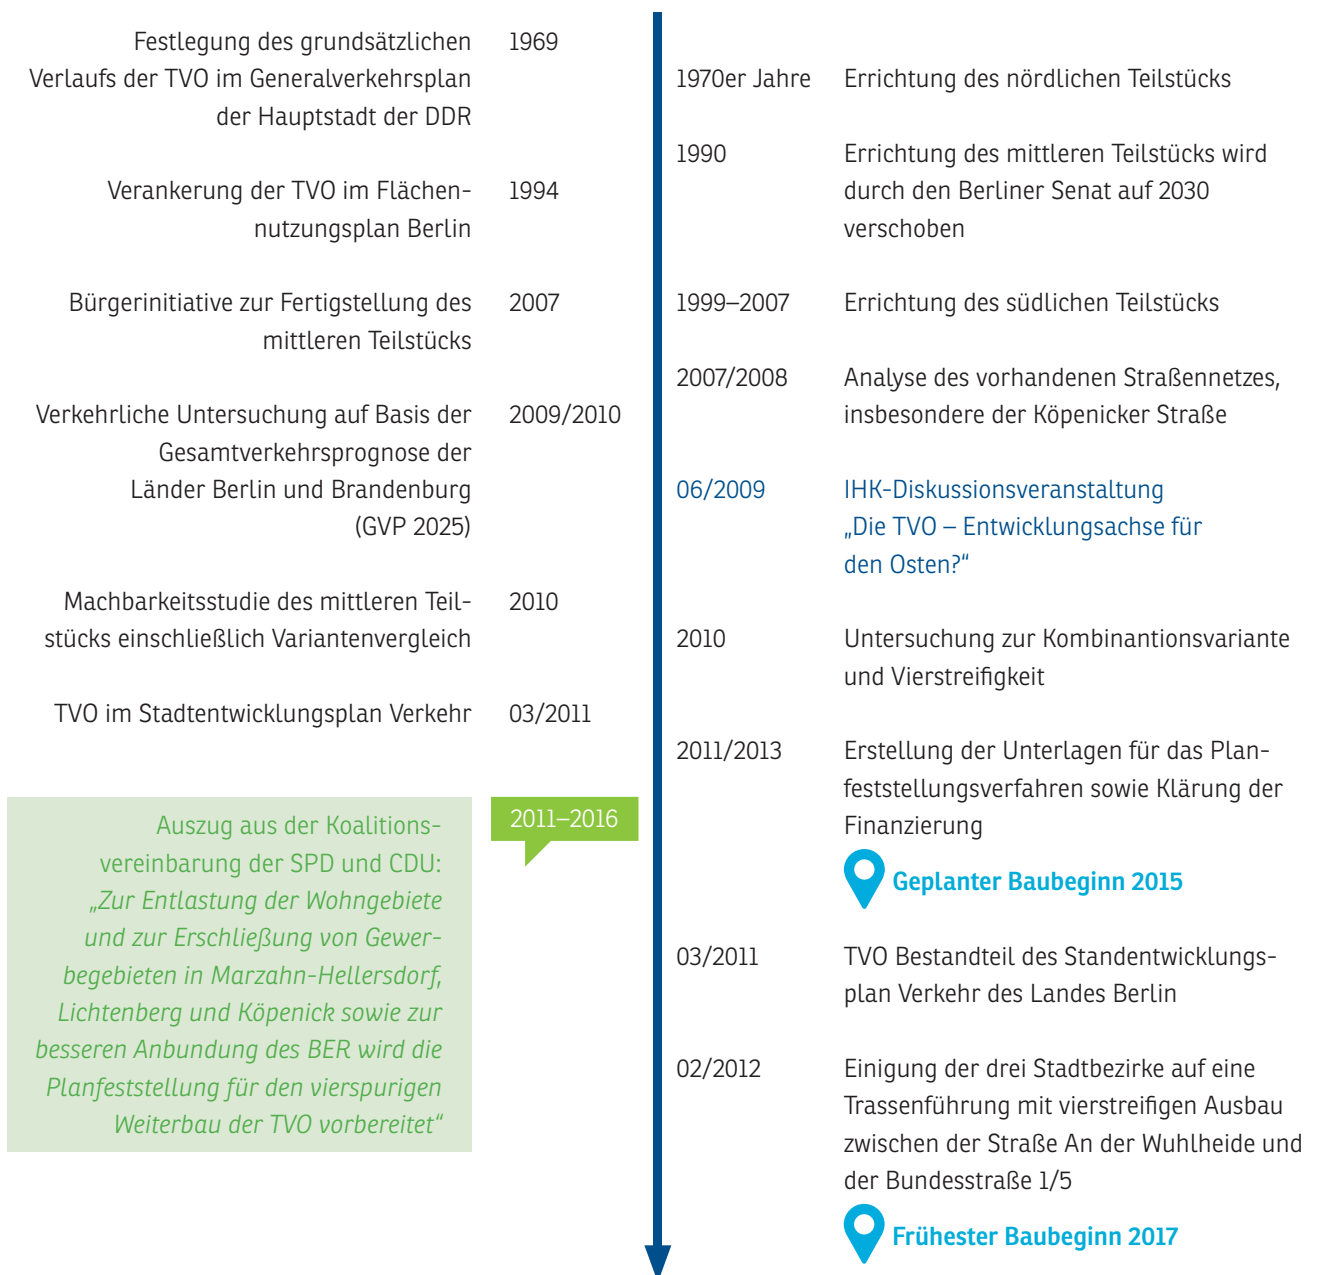 Festlegung des grundsätzlichen
Verlaufs der TVO im Generalverkehrsplan
der Hauptstadt der DDR
1969
Verankerung der TVO im Flächen-
nutzungsplan Berlin
1994
Bürgerinitiative zur Fertigstellung des
mittleren Teilstücks
2007
Verkehrliche Untersuchung auf Basis der
Gesamtverkehrsprognose der
Länder Berlin und Brandenburg
(GVP 2025)
2009/2010
Machbarkeitsstudie des mittleren Teil-
stücks einschließlich Variantenvergleich
2010
TVO im Stadtentwicklungsplan Verkehr
03/2011
Auszug aus der Koalitions-
vereinbarung der SPD und CDU:
„Zur Entlastung der Wohngebiete
und zur Erschließung von Gewer-
begebieten in Marzahn-Hellersdorf,
Lichtenberg und Köpenick sowie zur
besseren Anbundung des BER wird die
Planfeststellung für den vierspurigen
Weiterbau der TVO vorbereitet“
2011–2016
1970er Jahre
Errichtung des nördlichen Teilstücks
1990
Errichtung des mittleren Teilstücks wird
durch den Berliner Senat auf 2030
verschoben
1999–2007
Errichtung des südlichen Teilstücks
2007/2008
Analyse des vorhandenen Straßennetzes,
insbesondere der Köpenicker Straße
06/2009
IHK-Diskussionsveranstaltung
„Die TVO – Entwicklungsachse für
den Osten?“
2010
Untersuchung zur Kombinantionsvariante
und Vierstreifigkeit
2011/2013
Erstellung der Unterlagen für das Plan-
feststellungsverfahren sowie Klärung der
Finanzierung
Geplanter Baubeginn 2015
03/2011
TVO Bestandteil des Standentwicklungs-
plan Verkehr des Landes Berlin
02/2012
Einigung der drei Stadtbezirke auf eine
Trassenführung mit vierstreifigen Ausbau
zwischen der Straße An der Wuhlheide und
der Bundesstraße 1/5
Frühester Baubeginn 2017